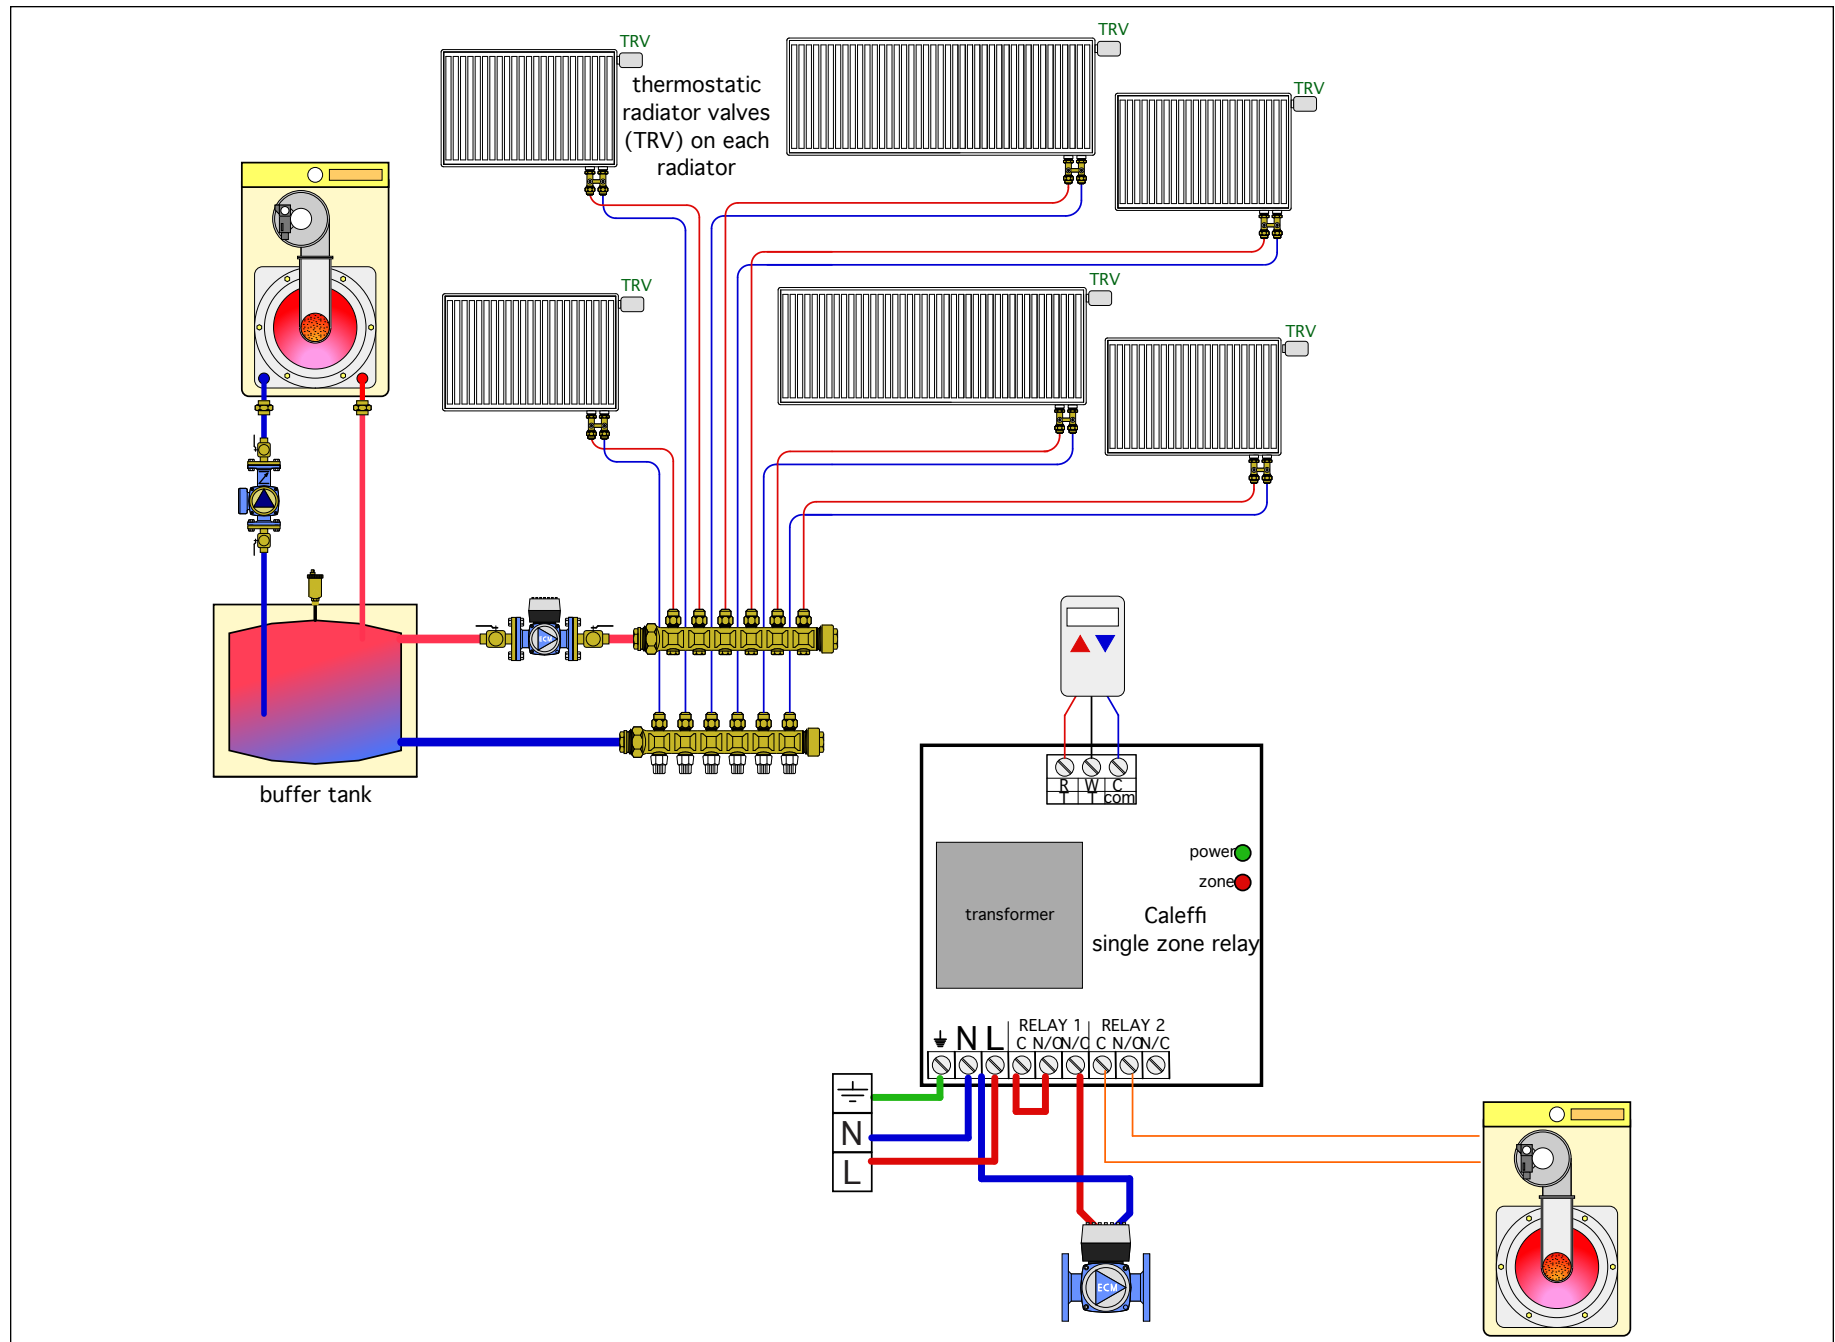 TRV
TRV
thermostatic
radiator valves
(TRV) on each
radiator
TRV
TRV
TRV
TRV
ECM
buffer tank
R W C
T T com
power
zone
transformer
Caleffi
single zone relay
RELAY 1 RELAY 2
N L C N/O N/C C N/O N/C
N
L
ECM